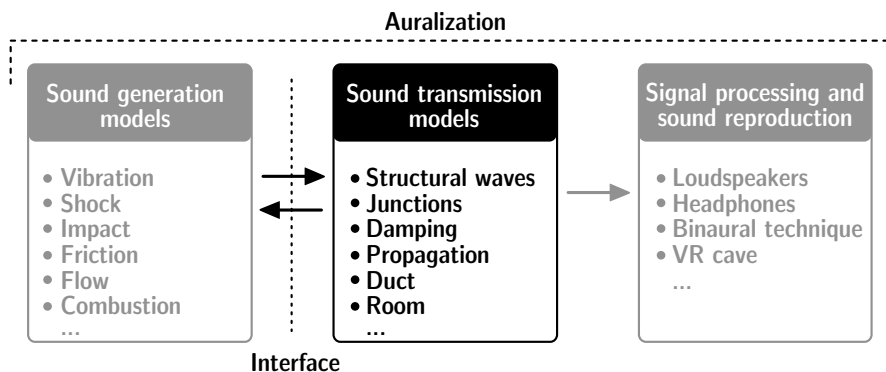 Auralization
Sound generation
models
• Vibration
• Shock
• Impact
• Friction
• Flow
• Combustion
...
Interface
Sound transmission
models
• Structural waves
• Junctions
• Damping
• Propagation
• Duct
• Room
...
Signal processing and
sound reproduction
• Loudspeakers
• Headphones
• Binaural technique
• VR cave
...